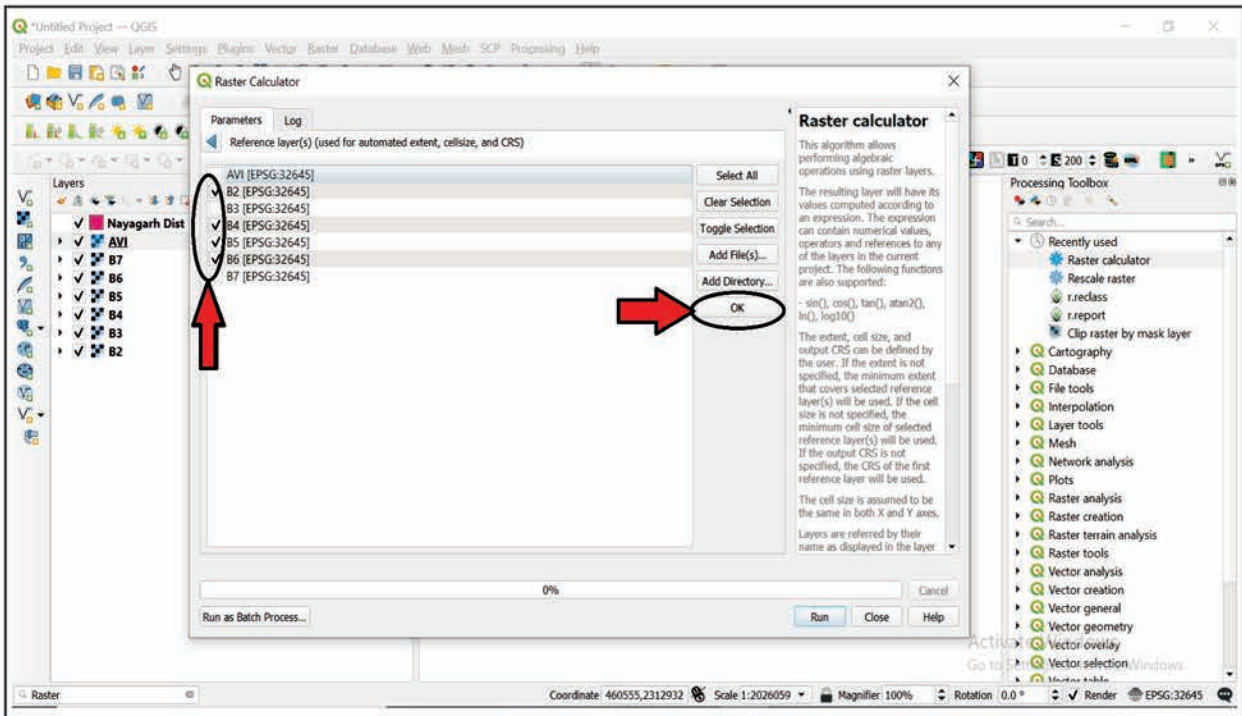 *Untitled Project — QGIS
Project Edit View Layer Settings Plugins Vector Raster Database Web Mesh SCP Processing Help
Raster Calculator
Parameters Log
Reference layer(s) (used for automated extent, cellsize, and CRS)
AVI [EPSG:32645]
B2 [EPSG:32645]
B3 [EPSG:32645]
B4 [EPSG:32645]
B5 [EPSG:32645]
B6 [EPSG:32645]
B7 [EPSG:32645]
Select All
Clear Selection
Toggle Selection
Add File(s)...
Add Directory...
OK
Raster calculator
This algorithm allows
performing algebraic
operations using raster layers.
The resulting layer will have its
values computed according to
an expression. The expression
can contain numerical values,
operators and references to any
of the layers in the current
project. The following functions
are also supported:
- sin(), cos(), tan(), atan2(),
ln(), log10()
The extent, cell size, and
output CRS can be defined by
the user. If the extent is not
specified, the minimum extent
that covers selected reference
layer(s) will be used. If the cell
size is not specified, the
minimum cell size of selected
reference layer(s) will be used.
If the output CRS is not
specified, the CRS of the first
reference layer will be used.
The cell size is assumed to be
the same in both X and Y axes.
Layers are referred by their
name as displayed in the layer
0%
Cancel
Run as Batch Process...
Run Close Help
Layers
Nayagarh Dist
AVI
B7
B6
B5
B4
B3
B2
0 S 200
Processing Toolbox
Search...
Recently used
Raster calculator
Rescale raster
r.reclass
r.report
Clip raster by mask layer
Cartography
Database
File tools
Interpolation
Layer tools
Mesh
Network analysis
Plots
Raster analysis
Raster creation
Raster terrain analysis
Raster tools
Vector analysis
Vector creation
Vector general
Vector geometry
Vector overlay
Vector selection
Vector table
Activate Windows
Go to Settings Windows.
Raster
Coordinate 460555,2312932 Scale 1:2026059 Magnifier 100% Rotation 0.0 ° Render EPSG:32645